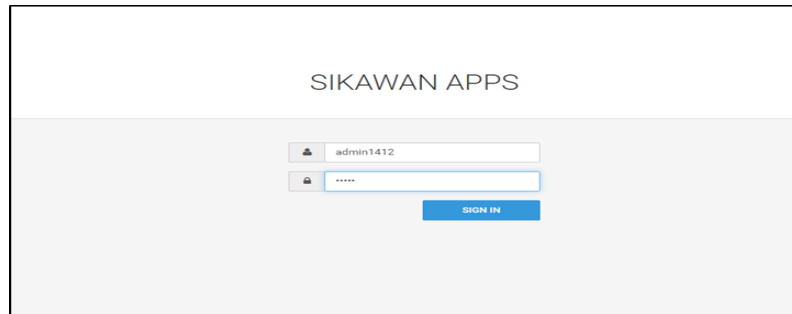 SIKAWAN APPS
admin1412
•••••
SIGN IN